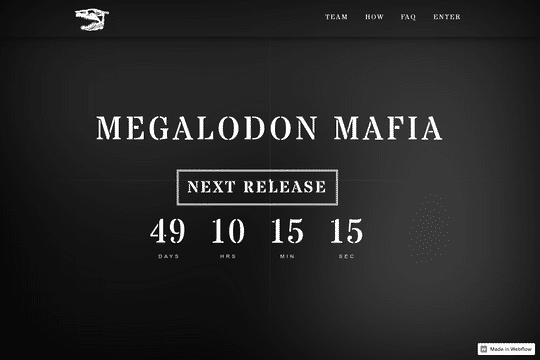 TEAM HOW FAQ ENTER
MEGALODON MAFIA
NEXT RELEASE
49 10 15 15
DAYS HRS MIN SEC
Made in Webflow